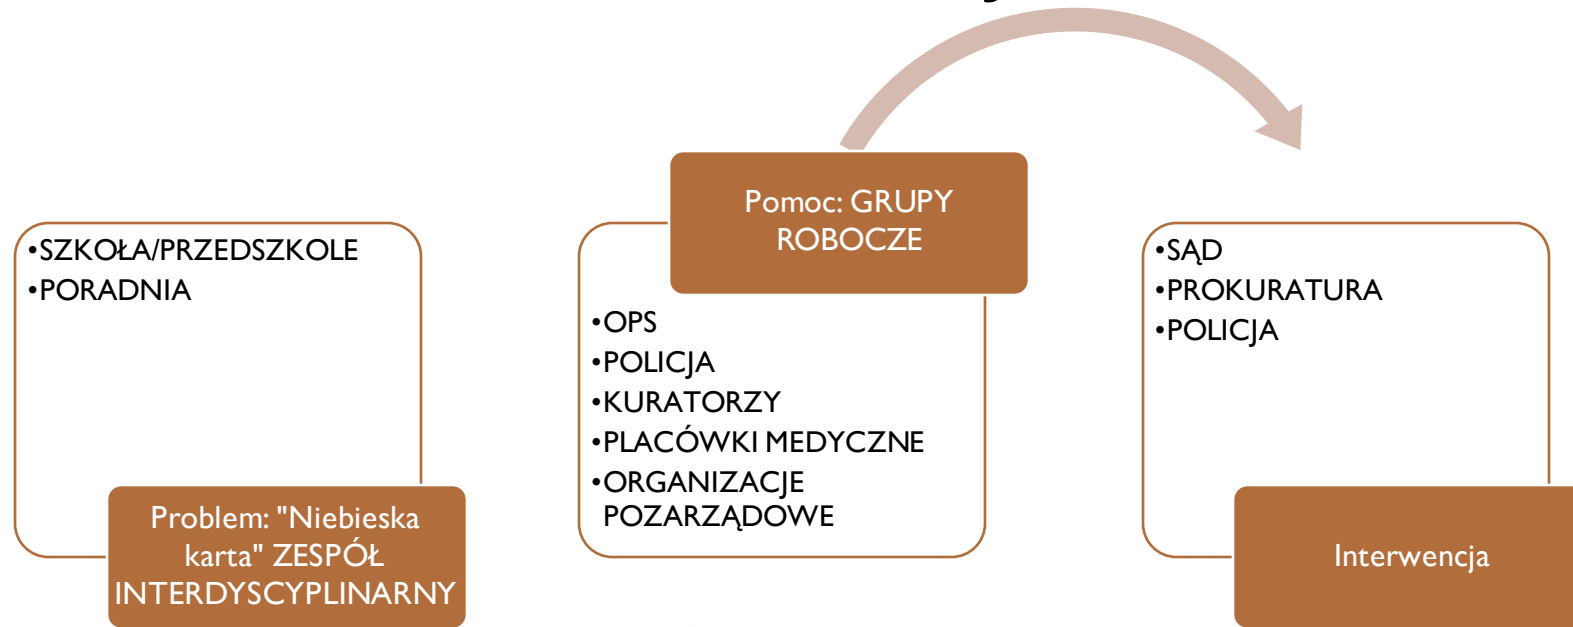 •SZKOŁA/PRZEDSZKOLE
•PORADNIA
Problem: "Niebieska
karta" ZESPÓŁ
INTERDYSCYPLINARNY
Pomoc: GRUPY
ROBOCZE
•OPS
•POLICJA
•KURATORZY
•PLACÓWKI MEDYCZNE
•ORGANIZACJE
POZARZĄDOWE
•SĄD
•PROKURATURA
•POLICJA
Interwencja